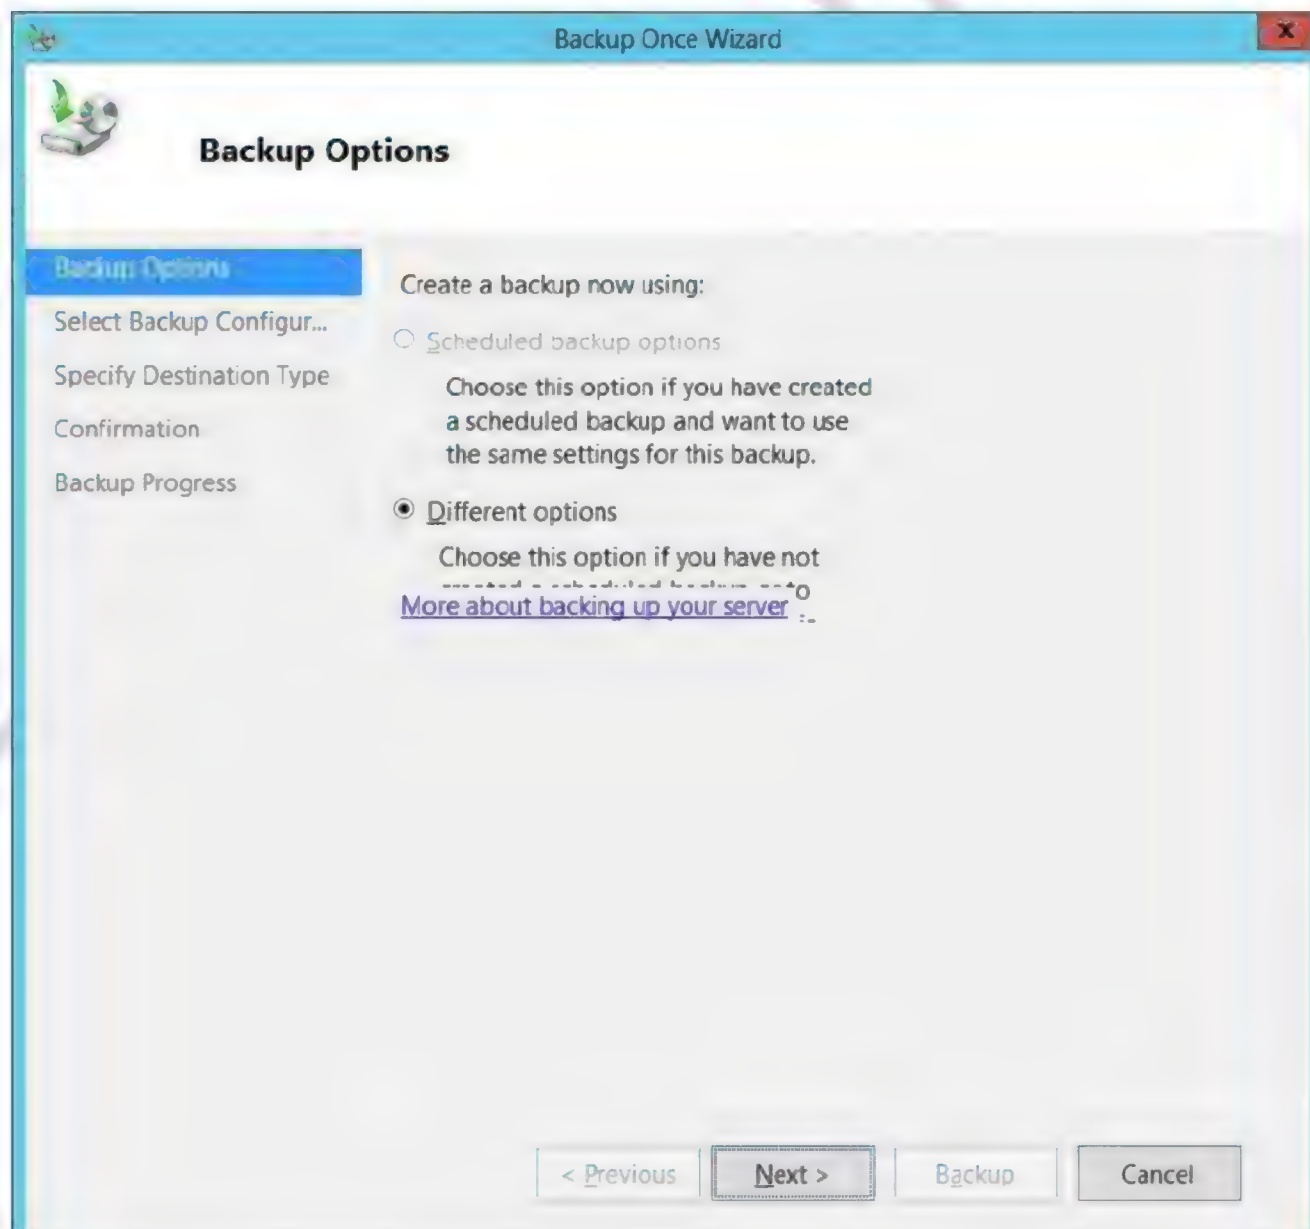 Backup Once Wizard
Backup Options
Backup Options
Select Backup Configur...
Specify Destination Type
Confirmation
Backup Progress
Create a backup now using:
Scheduled backup options
Choose this option if you have created
a scheduled backup and want to use
the same settings for this backup.
Different options
Choose this option if you have not
More about backing up your server
< Previous
Next >
Backup
Cancel